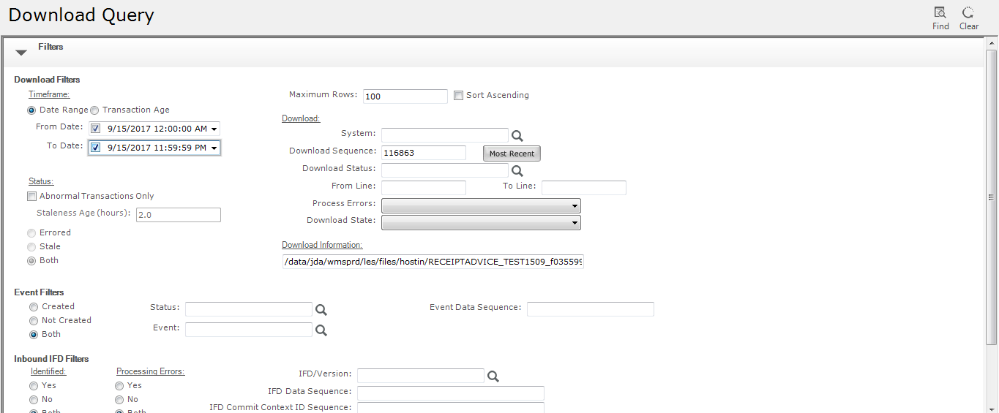 Download Query
Find
Clear
Filters
Download Filters
Timeframe:
Date Range
Transaction Age
From Date:
9/15/2017 12:00:00 AM
To Date:
9/15/2017 11:59:59 PM
Status:
Abnormal Transactions Only
Staleness Age (hours):
2.0
Errored
Stale
Both
Maximum Rows:
100
Sort Ascending
Download:
System:
Download Sequence:
116863
Most Recent
Download Status:
From Line:
To Line:
Process Errors:
Download State:
Download Information:
/data/jda/wmsprd/les/files/hostin/RECEIPTADVICE_TEST1509_f035599
Event Filters
Created
Not Created
Both
Status:
Event:
Event Data Sequence:
Inbound IFD Filters
Identified:
Yes
No
Both
Processing Errors:
Yes
No
Both
IFD/Version:
IFD Data Sequence:
IFD Commit Context ID Sequence: